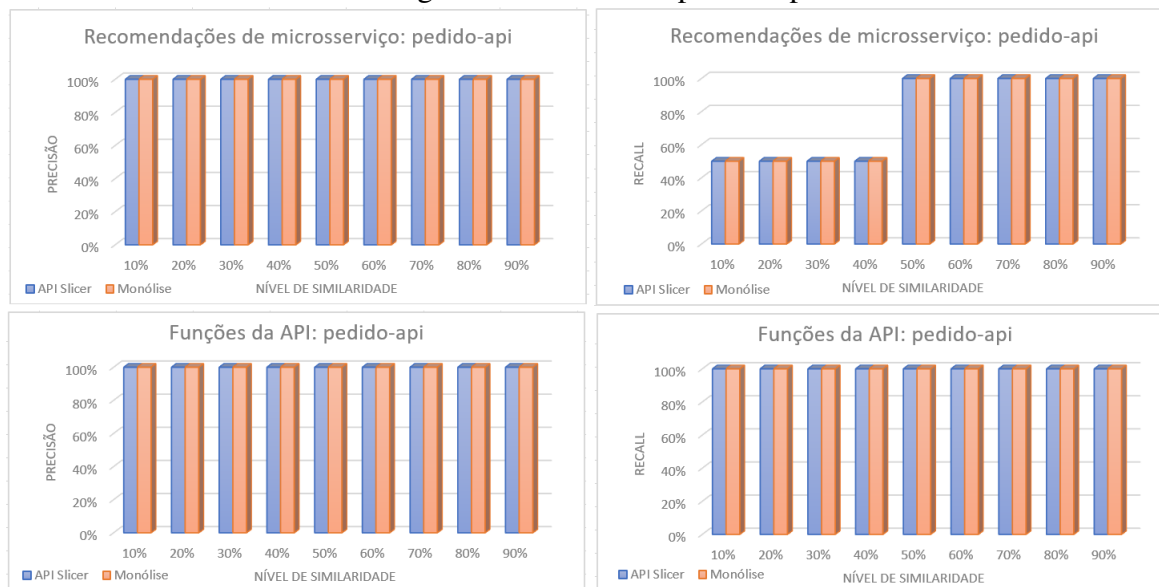 Recomendações de microsserviço: pedido-api
100%
80%
60%
40%
20%
0%
PRECISÃO
10% 20% 30% 40% 50% 60% 70% 80% 90%
API Slicer Monólise NÍVEL DE SIMILARIDADE
Recomendações de microsserviço: pedido-api
100%
80%
60%
40%
20%
0%
RECALL
10% 20% 30% 40% 50% 60% 70% 80% 90%
API Slicer Monólise NÍVEL DE SIMILARIDADE
Funções da API: pedido-api
100%
80%
60%
40%
20%
0%
PRECISÃO
10% 20% 30% 40% 50% 60% 70% 80% 90%
API Slicer Monólise NÍVEL DE SIMILARIDADE
Funções da API: pedido-api
100%
80%
60%
40%
20%
0%
RECALL
10% 20% 30% 40% 50% 60% 70% 80% 90%
API Slicer Monólise NÍVEL DE SIMILARIDADE